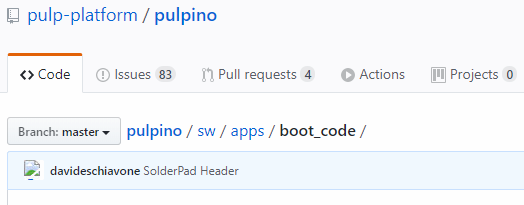 pulp-platform / pulpino
Code Issues 83 Pull requests 4 Actions Projects 0
Branch: master pulpino / sw / apps / boot_code /
davideschiavone SolderPad Header